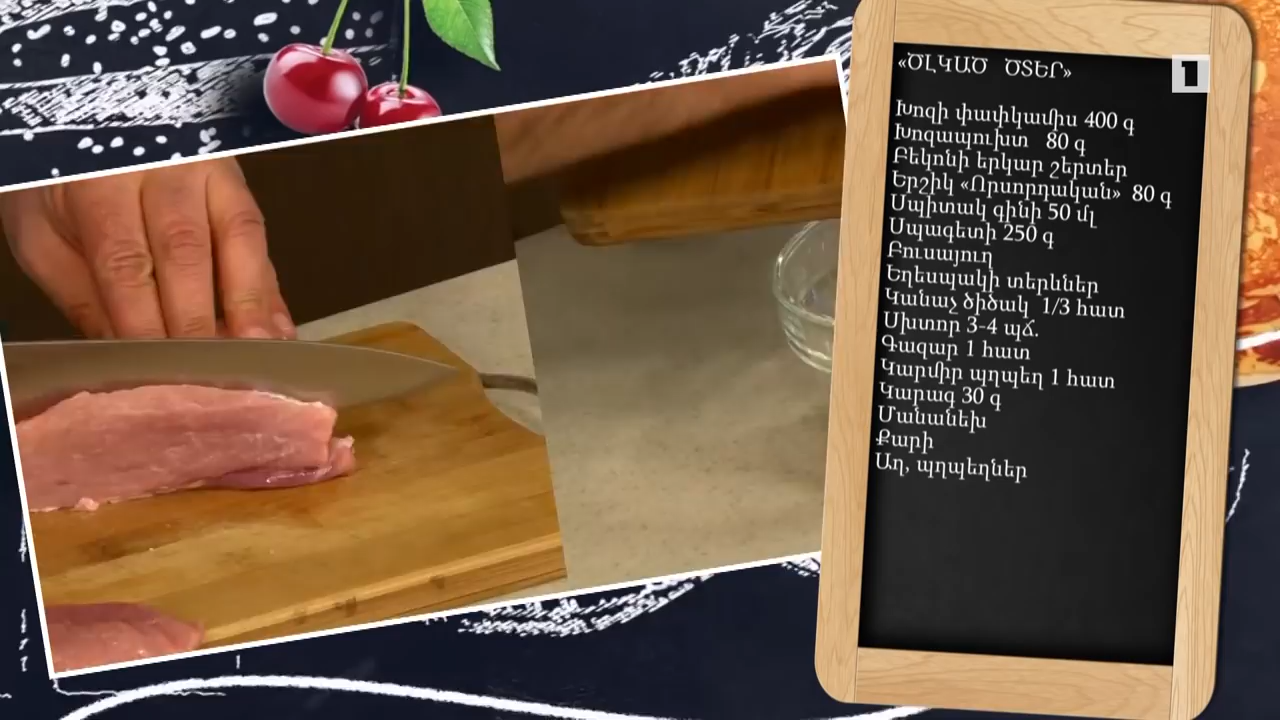 «ԾԼԿԱԾ ԾՏԵՐ»
1
Խոզի փափկամիս 400 գ
Խոզապուխտ 80 գ
Բեկոնի երկար շերտեր
Երշիկ «Որսորդական» 80 գ
Սպիտակ գինի 50 մլ
Սպագետի 250 գ
Բուսայուղ
Եղեսպակի տերևներ
Կանաչ ծիծակ 1/3 հատ
Սխտոր 3-4 պճ.
Գազար 1 հատ
Կարմիր պղպեղ 1 հատ
Կարագ 30 գ
Մանանեխ
Քարի
Աղ, պղպեղներ